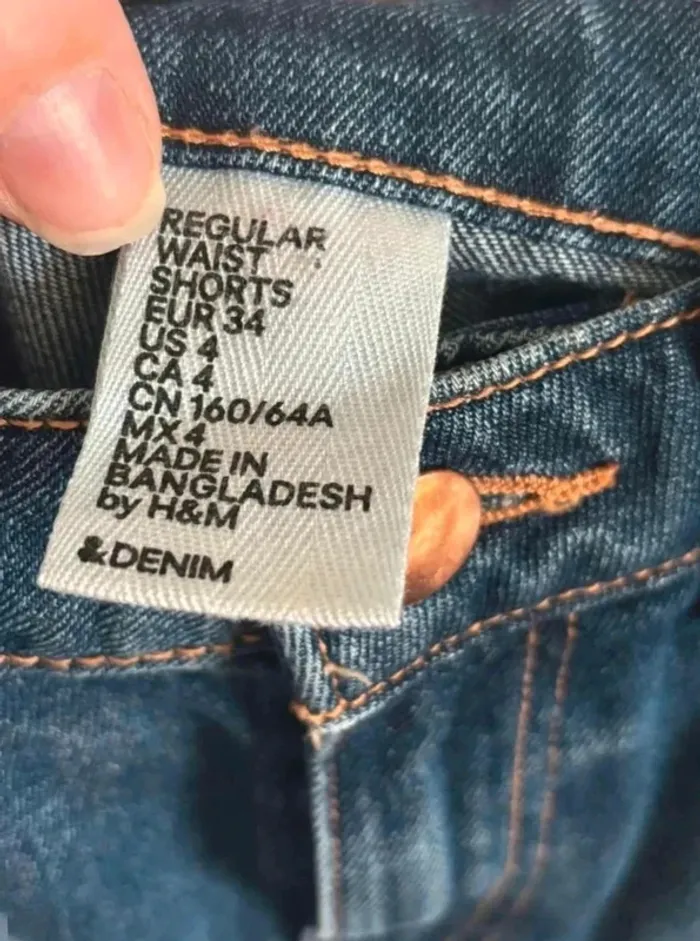 REGULAR
WAIST
SHORTS
EUR 34
US 4
CA 4
CN 160/64A
MX 4
MADE IN
BANGLADESH
by H&M
&DENIM